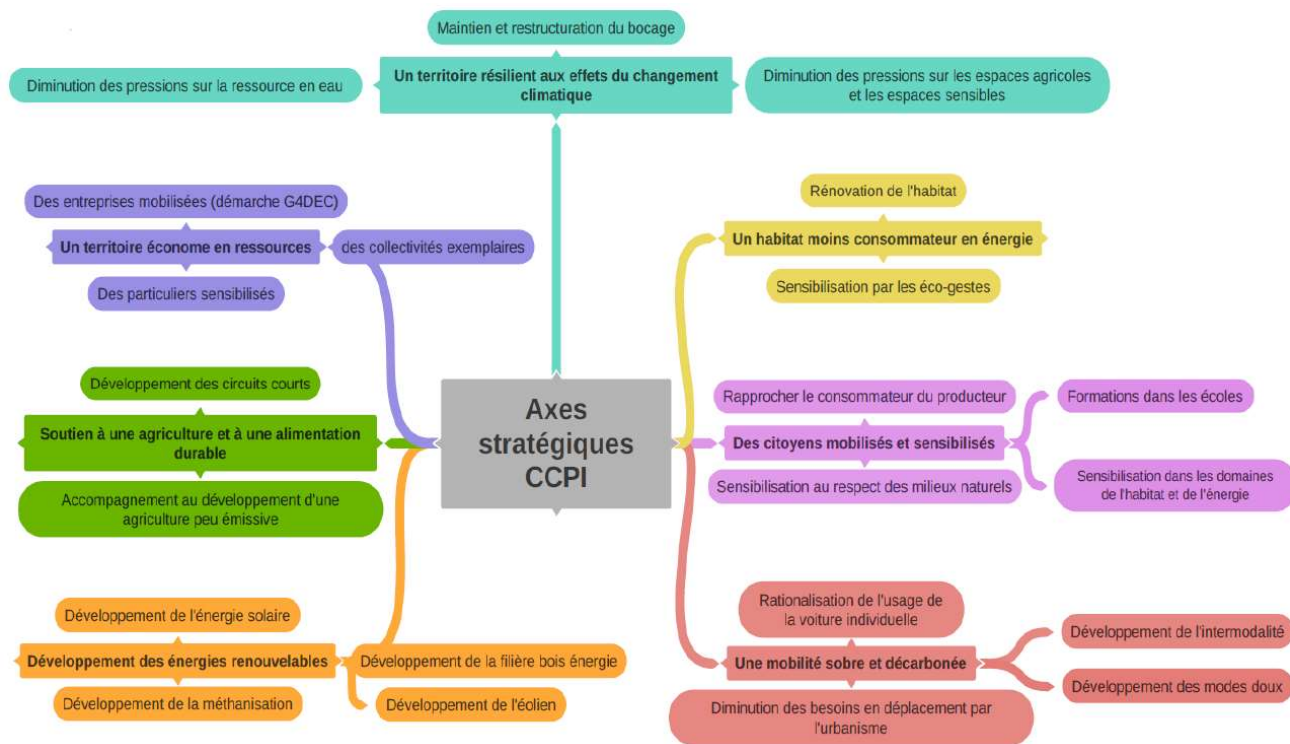 Maintien et restructuration du bocage
Un territoire résilient aux effets du changement
climatique
Diminution des pressions sur la ressource en eau
Diminution des pressions sur les espaces agricoles
et les espaces sensibles
Des entreprises mobilisées (démarche G4DEC)
Un territoire économe en ressources
des collectivités exemplaires
Des particuliers sensibilisés
Rénovation de l'habitat
Un habitat moins consommateur en énergie
Sensibilisation par les éco-gestes
Développement des circuits courts
Soutien à une agriculture et à une alimentation
durable
Accompagnement au développement d'une
agriculture peu émissive
Axes
stratégiques
CCPI
Rapprocher le consommateur du producteur
Des citoyens mobilisés et sensibilisés
Sensibilisation au respect des milieux naturels
Formations dans les écoles
Sensibilisation dans les domaines
de l'habitat et de l'énergie
Développement de l'énergie solaire
Développement des énergies renouvelables
Développement de la filière bois énergie
Développement de la méthanisation
Développement de l'éolien
Rationalisation de l'usage de
la voiture individuelle
Une mobilité sobre et décarbonée
Développement de l'intermodalité
Développement des modes doux
Diminution des besoins en déplacement par
l'urbanisme